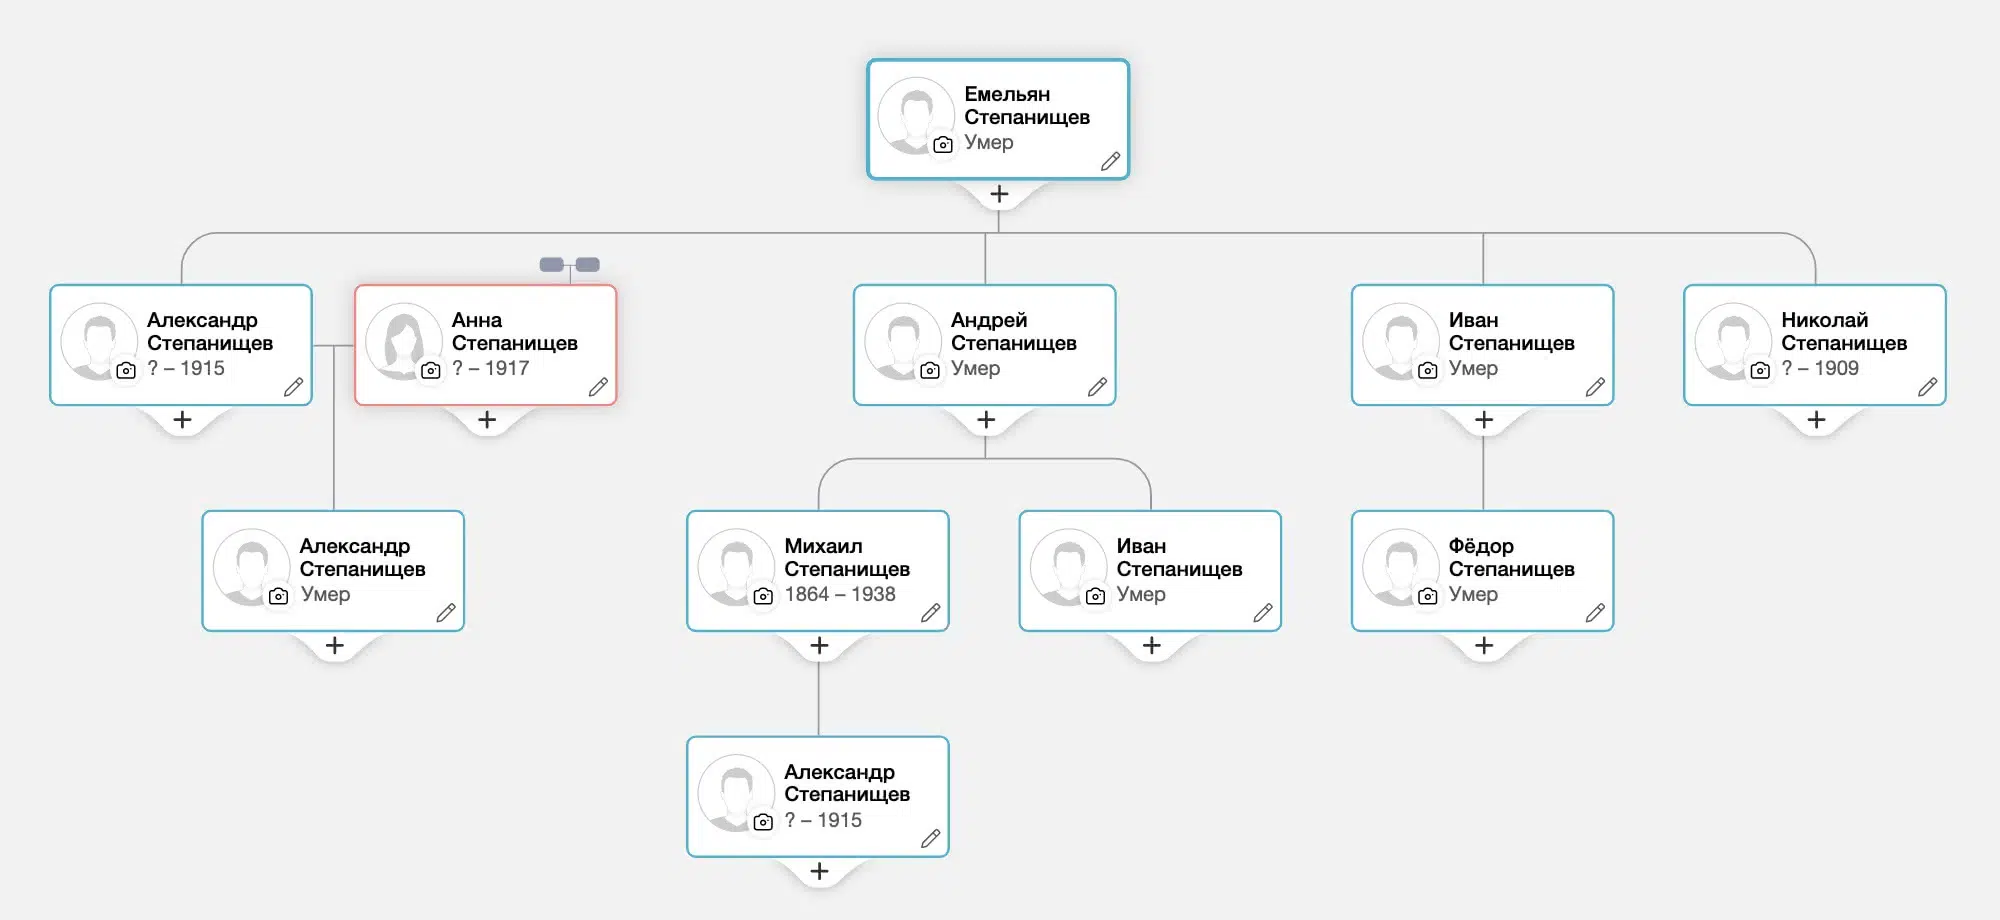 Емельян
Степанищев
Умер
Александр
Степанищев
? – 1915
Анна
Степанищев
? – 1917
Андрей
Степанищев
Умер
Иван
Степанищев
Умер
Николай
Степанищев
? – 1909
Александр
Степанищев
Умер
Михаил
Степанищев
1864 – 1938
Иван
Степанищев
Умер
Фёдор
Степанищев
Умер
Александр
Степанищев
? – 1915